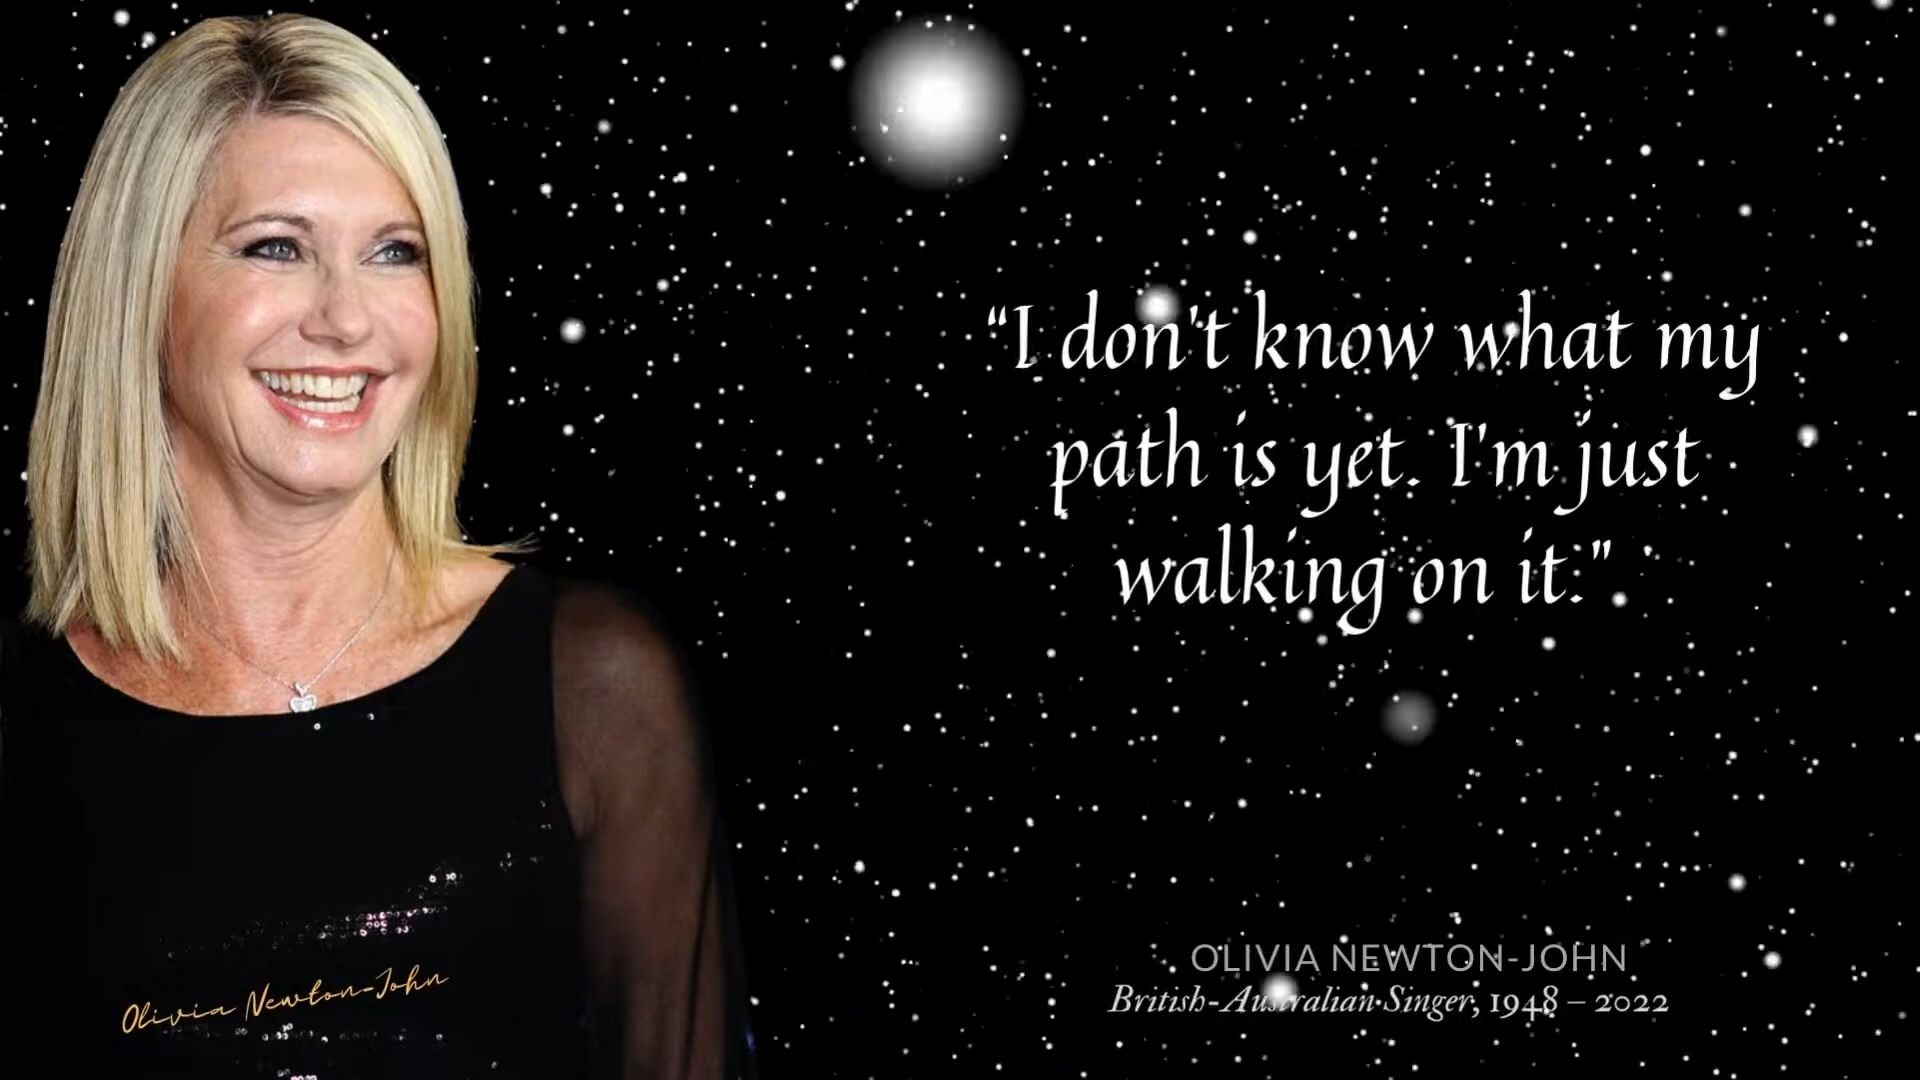 “I don't know what my
path is yet. I'm just
walking on it.”
OLIVIA NEWTON-JOHN
British-Australian Singer, 1948 – 2022
Olivia Newton-John